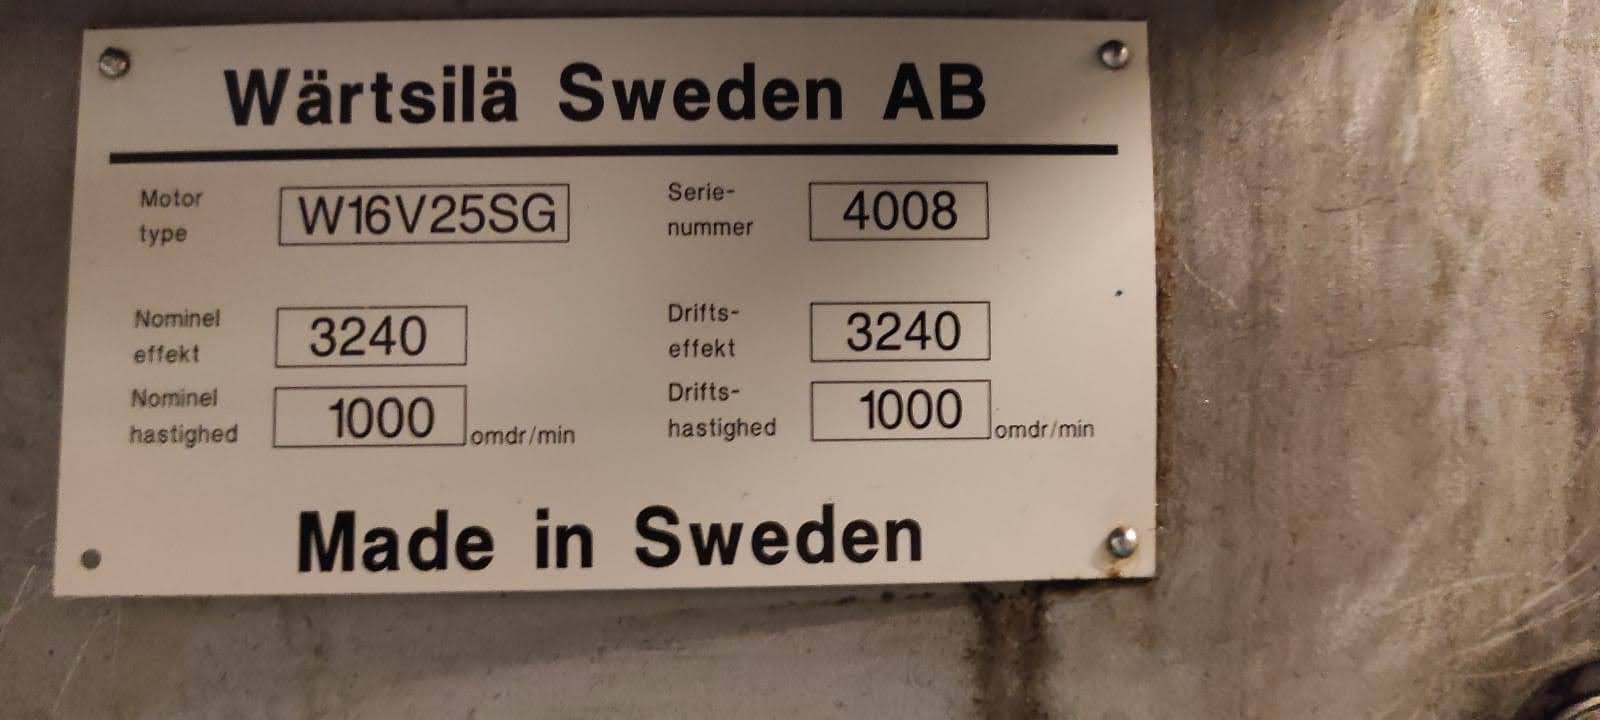 Wärtsilä Sweden AB
Motor type W16V25SG Serie-nummer 4008
Nominel effekt 3240 Drifts-effekt 3240
Nominel hastighed 1000 omdr/min Drifts-hastighed 1000 omdr/min
Made in Sweden